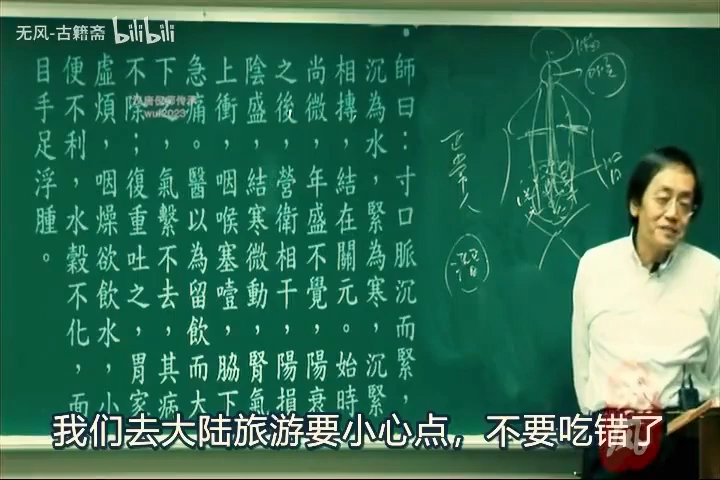 无风-古籍斋 bilibili
師曰：寸口脈沉而緊，
沉為水，緊為寒，沉緊
相搏，結在關元。始時
尚微，年盛不覺，陽衰
之後，營衛相干，陽損
陰盛，結寒微動，腎氣
上衝，咽喉塞噎，脇下
急痛。醫以為留飲而大
下之，氣繫不去，其病
不除；復重吐之，胃家
虛煩，咽燥欲飲水，小
便不利，水穀不化，面
目手足浮腫。
正常人
我们去大陆旅游要小心点，不要吃错了